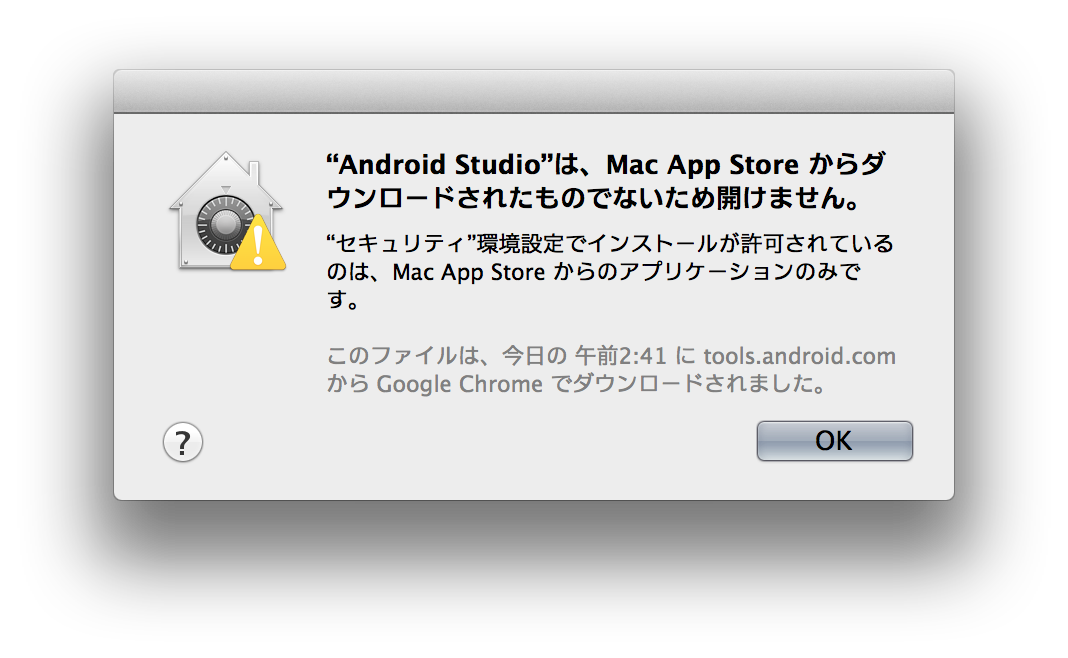 “Android Studio”は、Mac App Store からダ
ウンロードされたものでないため開けません。
“セキュリティ”環境設定でインストールが許可されている
のは、Mac App Store からのアプリケーションのみで
す。
このファイルは、今日の 午前2:41 に tools.android.com
から Google Chrome でダウンロードされました。
?
OK